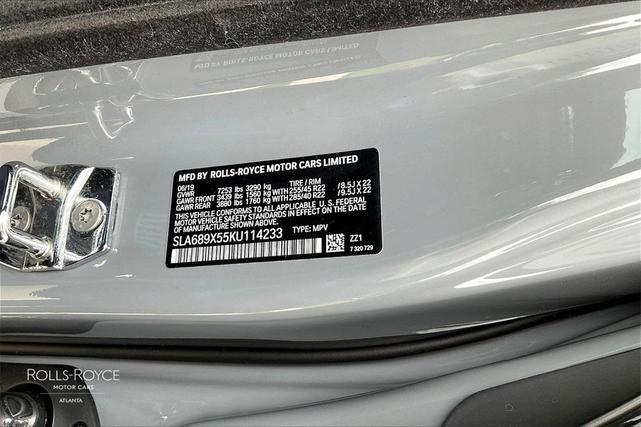 MFD BY ROLLS-ROYCE MOTOR CARS LIMITED
06/19 7253 lbs 3290 kg TIRE / RIM
GVWR
GAWR FRONT 3439 lbs 1560 kg WITH 255/45 R22 /8.5J X 22
GAWR REAR 3880 lbs 1760 kg WITH 285/40 R22 /9.5J X 22
THIS VEHICLE CONFORMS TO ALL APPLICABLE U. S. FEDERAL
MOTOR VEHICLE SAFETY AND THEFT PREVENTION STANDARDS
IN EFFECT ON THE DATE OF MANUFACTURE SHOWN ABOVE.
SLA689X55KU114233 TYPE: MPV
ZZ1
7 320 729
ROLLS-ROYCE
MOTOR CARS
ATLANTA